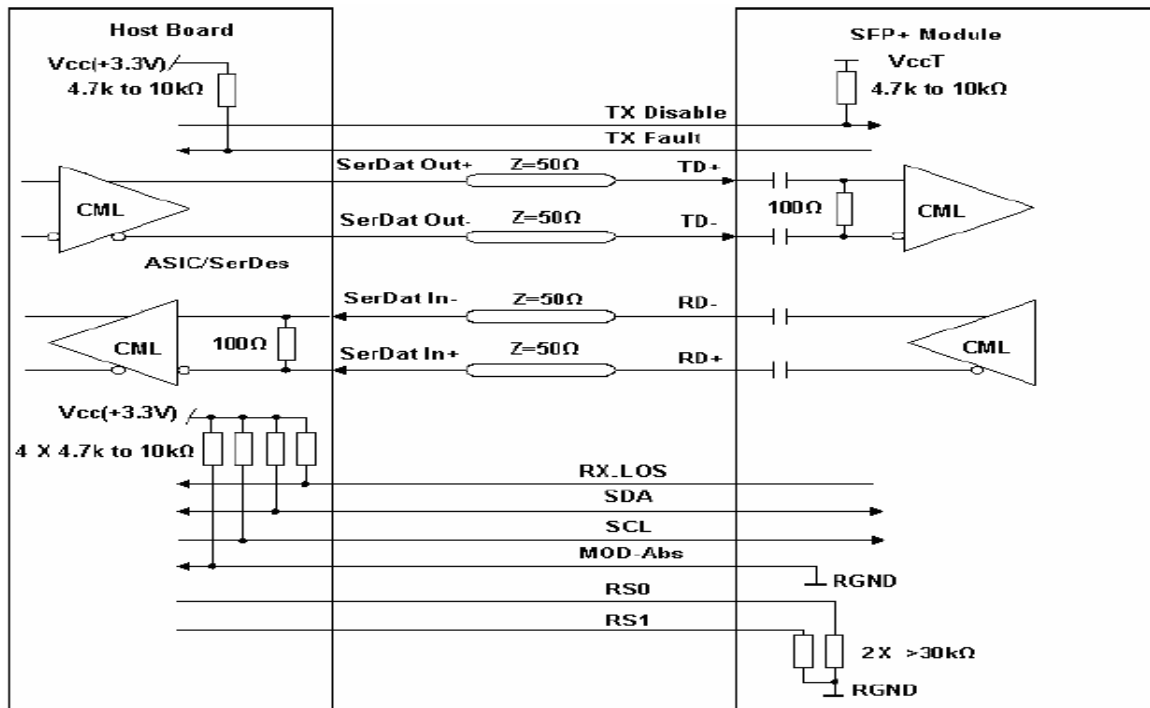 Host Board
SFP+ Module
Vcc(+3.3V)
4.7k to 10kΩ
VccT
4.7k to 10kΩ
TX Disable
TX Fault
SerDat Out+
Z=50Ω
TD+
CML
100Ω
CML
SerDat Out-
Z=50Ω
TD-
ASIC/SerDes
SerDat In-
Z=50Ω
RD-
CML
100Ω
CML
SerDat In+
Z=50Ω
RD+
Vcc(+3.3V)
4 X 4.7k to 10kΩ
RX_LOS
SDA
SCL
MOD-Abs
RGND
RS0
RS1
2X >30kΩ
RGND